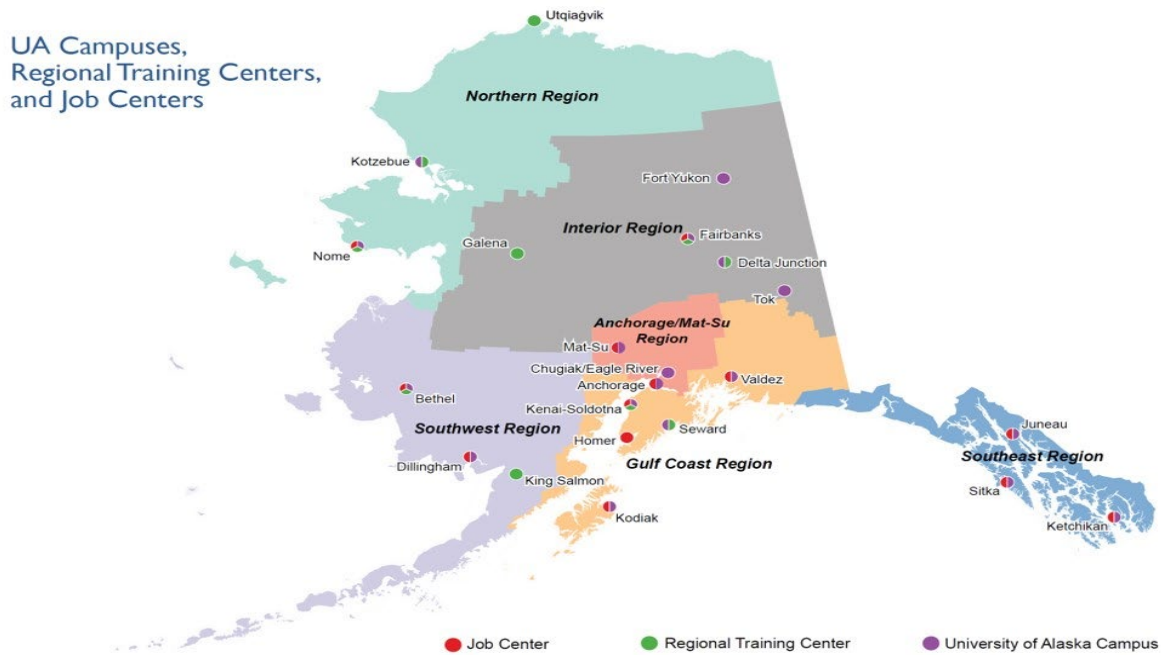 UA Campuses,
Regional Training Centers,
and Job Centers
Utqiaġvik
Northern Region
Kotzebue
Fort Yukon
Interior Region
Fairbanks
Galena
Nome
Delta Junction
Tok
Anchorage/Mat-Su
Region
Mat-Su
Chugiak/Eagle River
Anchorage
Valdez
Bethel
Kenai-Soldotna
Southwest Region
Seward
Homer
Juneau
Southeast Region
Gulf Coast Region
Dillingham
King Salmon
Sitka
Kodiak
Ketchikan
Job Center
Regional Training Center
University of Alaska Campus